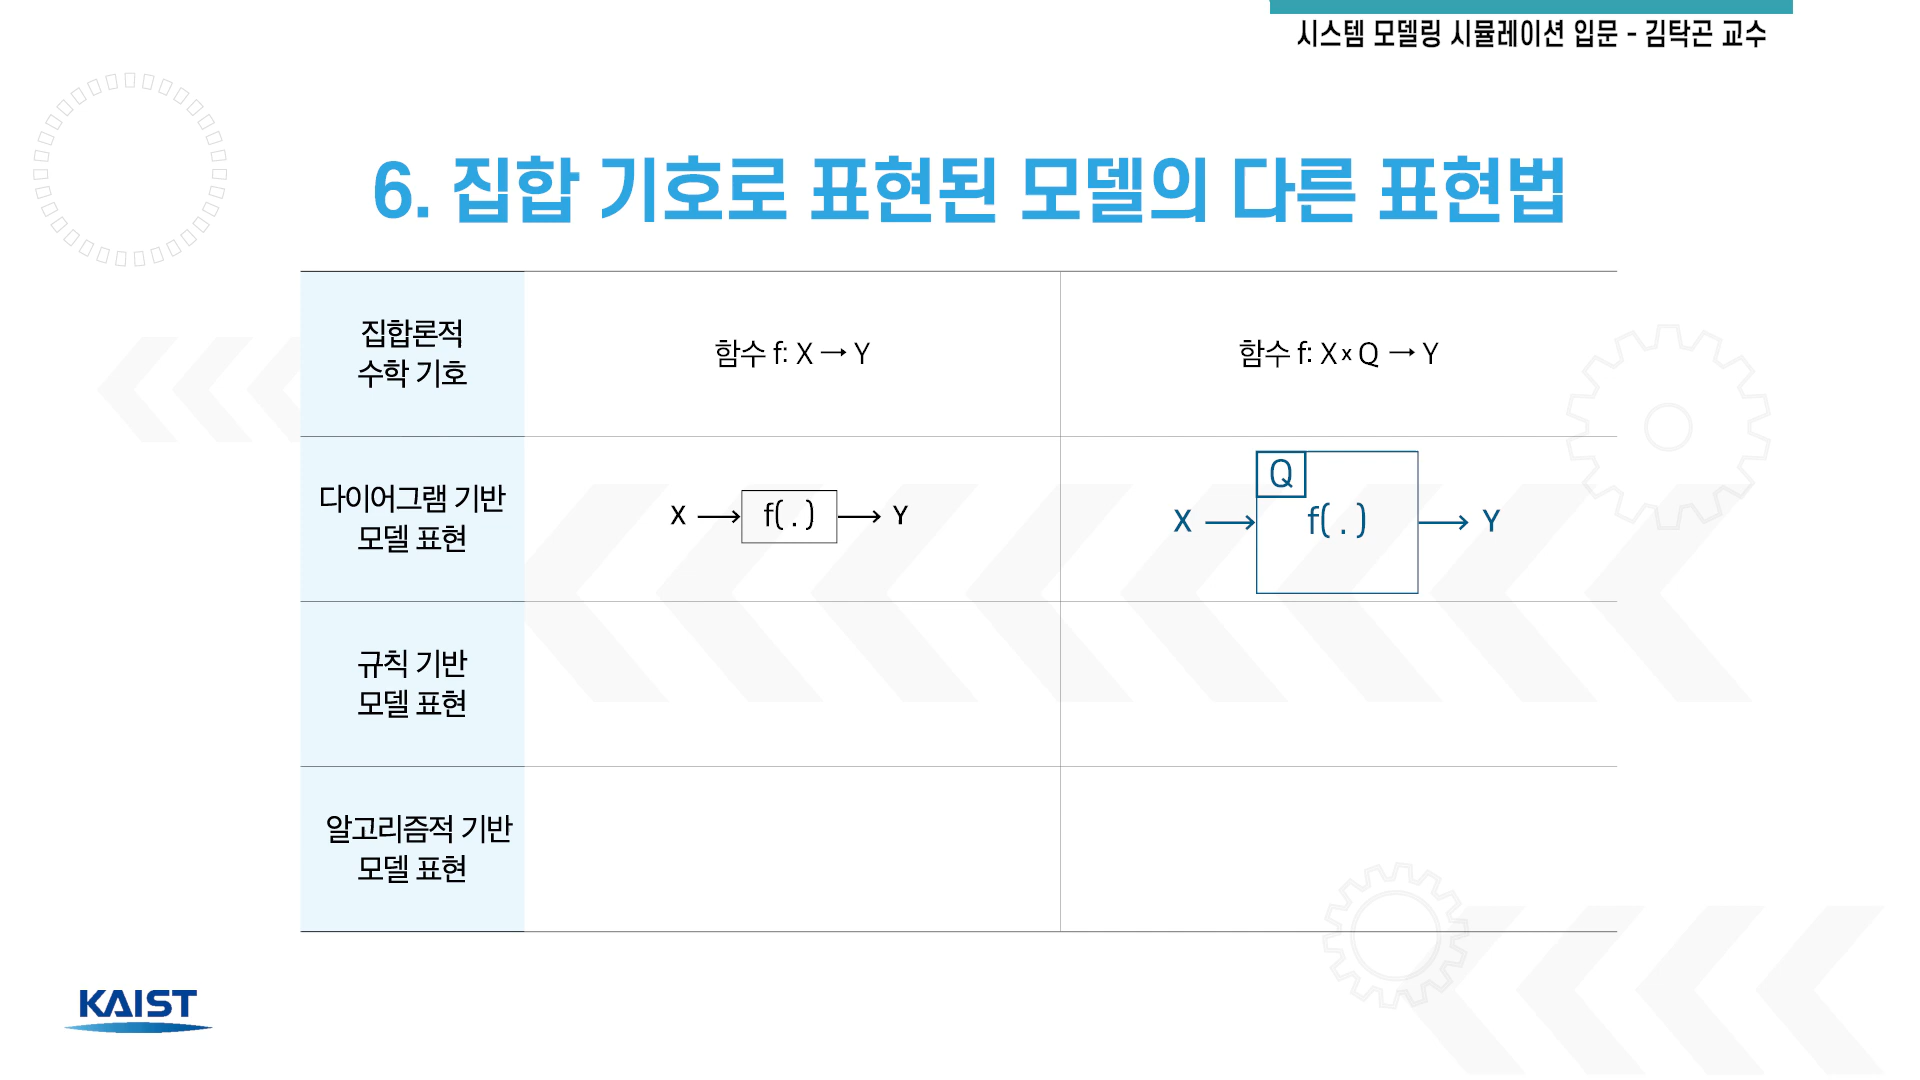 시스템 모델링 시뮬레이션 입문 - 김탁곤 교수
6. 집합 기호로 표현된 모델의 다른 표현법
집합론적
수학 기호
함수 f: X → Y
함수 f: X x Q → Y
다이어그램 기반
모델 표현
X → f( . ) → Y
Q
X → f( . ) → Y
규칙 기반
모델 표현
알고리즘적 기반
모델 표현
KAIST